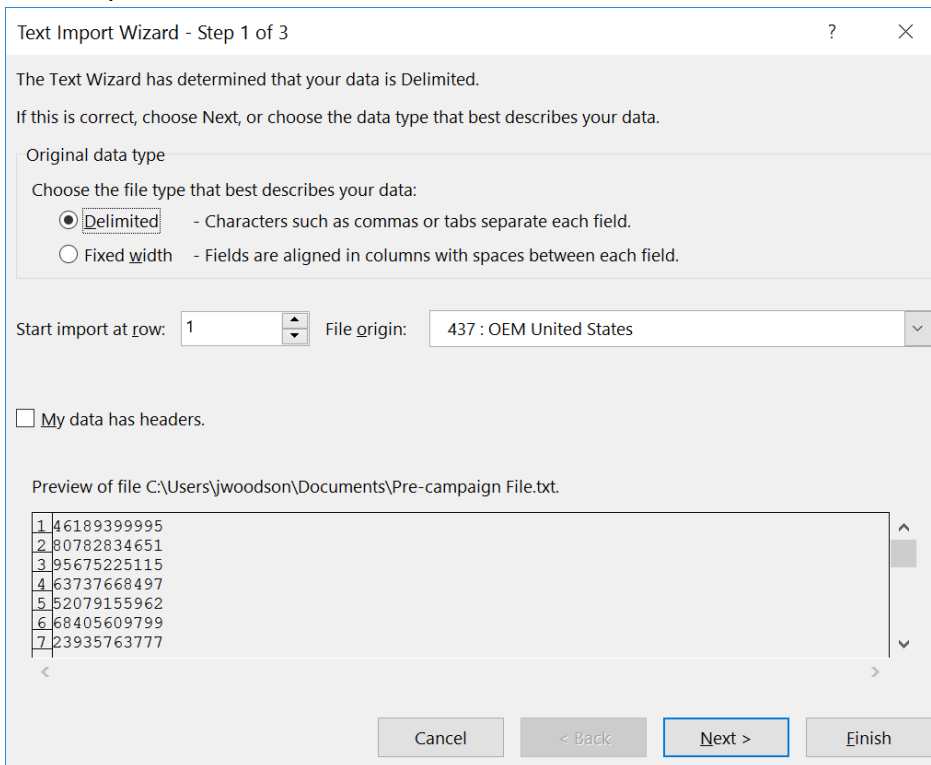 Text Import Wizard - Step 1 of 3 ?
The Text Wizard has determined that your data is Delimited.
If this is correct, choose Next, or choose the data type that best describes your data.
Original data type
Choose the file type that best describes your data:
Delimited - Characters such as commas or tabs separate each field.
Fixed width - Fields are aligned in columns with spaces between each field.
Start import at row: 1 File origin: 437 : OEM United States
My data has headers.
Preview of file C:\Users\jwoodson\Documents\Pre-campaign File.txt.
1 46189399995
2 80782834651
3 95675225115
4 63737668497
5 52079155962
6 68405609799
7 23935763777
Cancel < Back Next > Finish